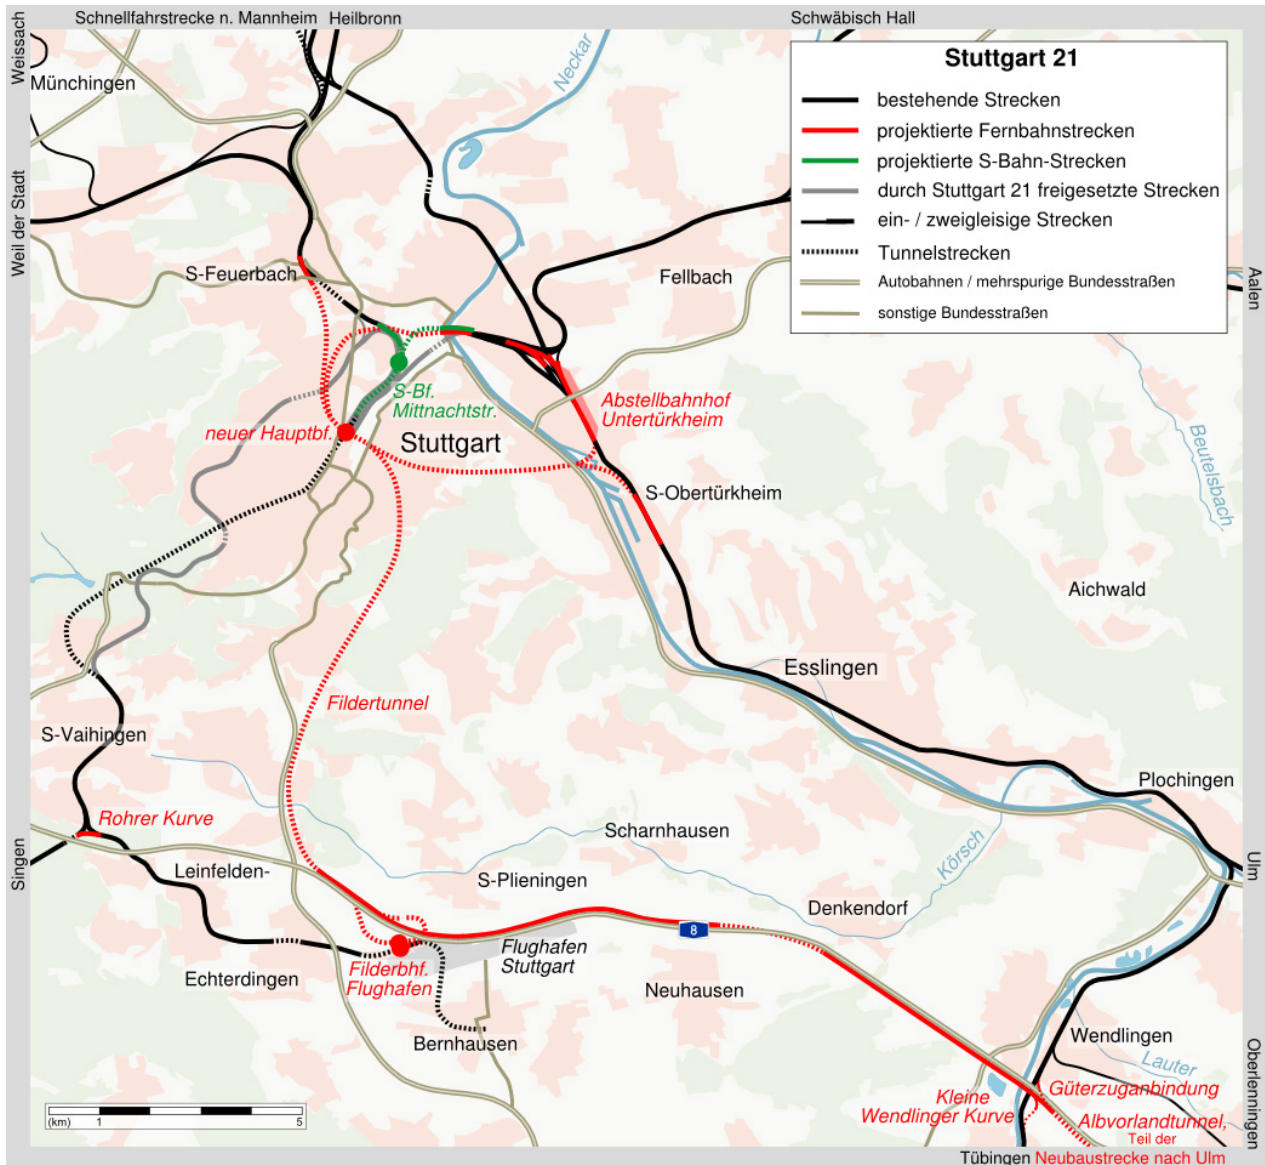 Schnellfahrstrecke n. Mannheim
Heilbronn
Schwäbisch Hall
Weissach
Münchingen
Neckar
Stuttgart 21
bestehende Strecken
projektierte Fernbahnstrecken
projektierte S-Bahn-Strecken
durch Stuttgart 21 freigesetzte Strecken
ein- / zweigleisige Strecken
Tunnelstrecken
Autobahnen / mehrspurige Bundesstraßen
sonstige Bundesstraßen
Weil der Stadt
S-Feuerbach
Fellbach
Aalen
S-Bf.
Mittnachtstr.
Abstellbahnhof
Untertürkheim
neuer Hauptbf.
Stuttgart
Beutelsbach
S-Obertürkheim
Aichwald
Esslingen
Fildertunnel
S-Vaihingen
Plochingen
Rohrer Kurve
Scharnhausen
Körsch
Singen
Ulm
Leinfelden-
S-Plieningen
Denkendorf
8
Flughafen
Stuttgart
Filderbhf.
Flughafen
Echterdingen
Neuhausen
Bernhausen
Wendlingen
Lauter
Oberlenningen
Kleine
Wendlinger Kurve
Güterzuganbindung
Albvorlandtunnel,
Teil der
(km) 1 5
Tübingen Neubaustrecke nach Ulm